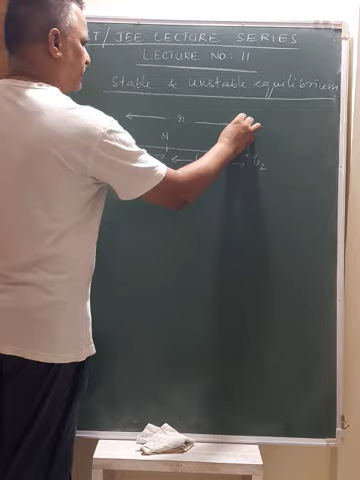 T/JEE LECTURE SERIES
LECTURE NO: 11
Stable & unstable equilibrium
N